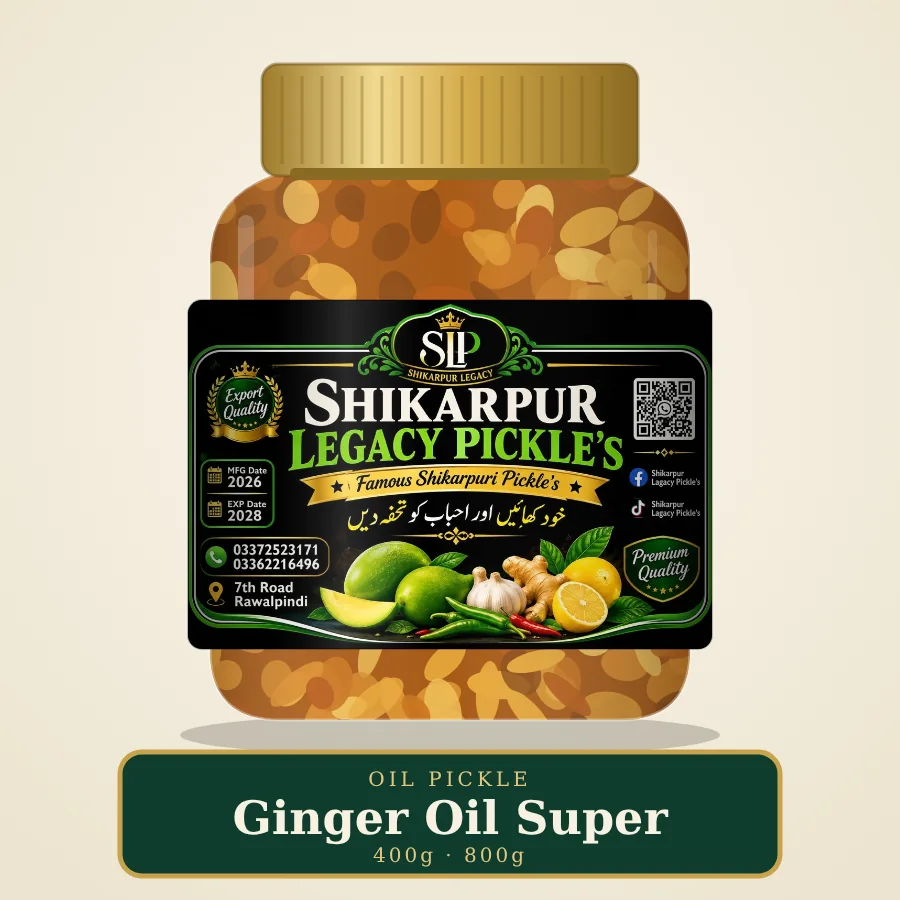 SLP
SHIKARPUR LEGACY
Export Quality
SHIKARPUR
LEGACY PICKLE'S
Famous Shikarpuri Pickle's
خود کھائیں اور احباب کو تحفہ دیں
MFG Date
2026
EXP Date
2028
03372523171
03362216496
7th Road
Rawalpindi
Shikarpur
Legacy Pickle's
Shikarpur
Legacy Pickle's
Premium
Quality
OIL PICKLE
Ginger Oil Super
400g · 800g